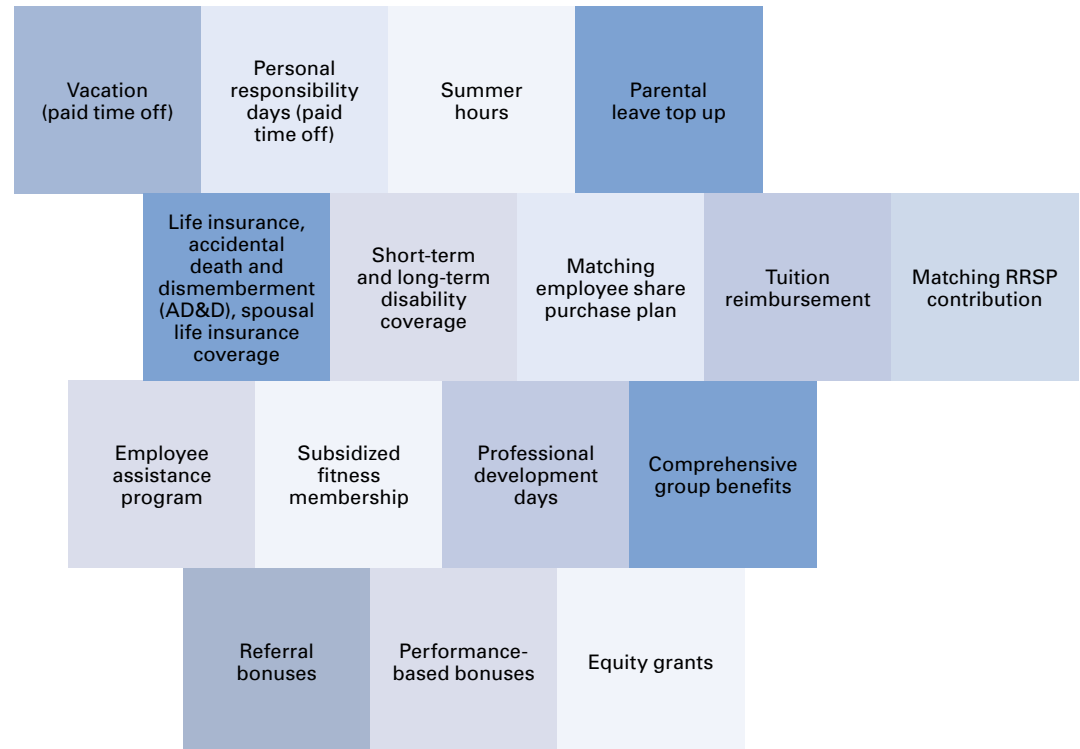 Vacation
(paid time off)
Personal
responsibility
days (paid
time off)
Summer
hours
Parental
leave top up
Life insurance,
accidental
death and
dismemberment
(AD&D), spousal
life insurance
coverage
Short-term
and long-term
disability
coverage
Matching
employee share
purchase plan
Tuition
reimbursement
Matching RRSP
contribution
Employee
assistance
program
Subsidized
fitness
membership
Professional
development
days
Comprehensive
group benefits
Referral
bonuses
Performance-
based bonuses
Equity grants